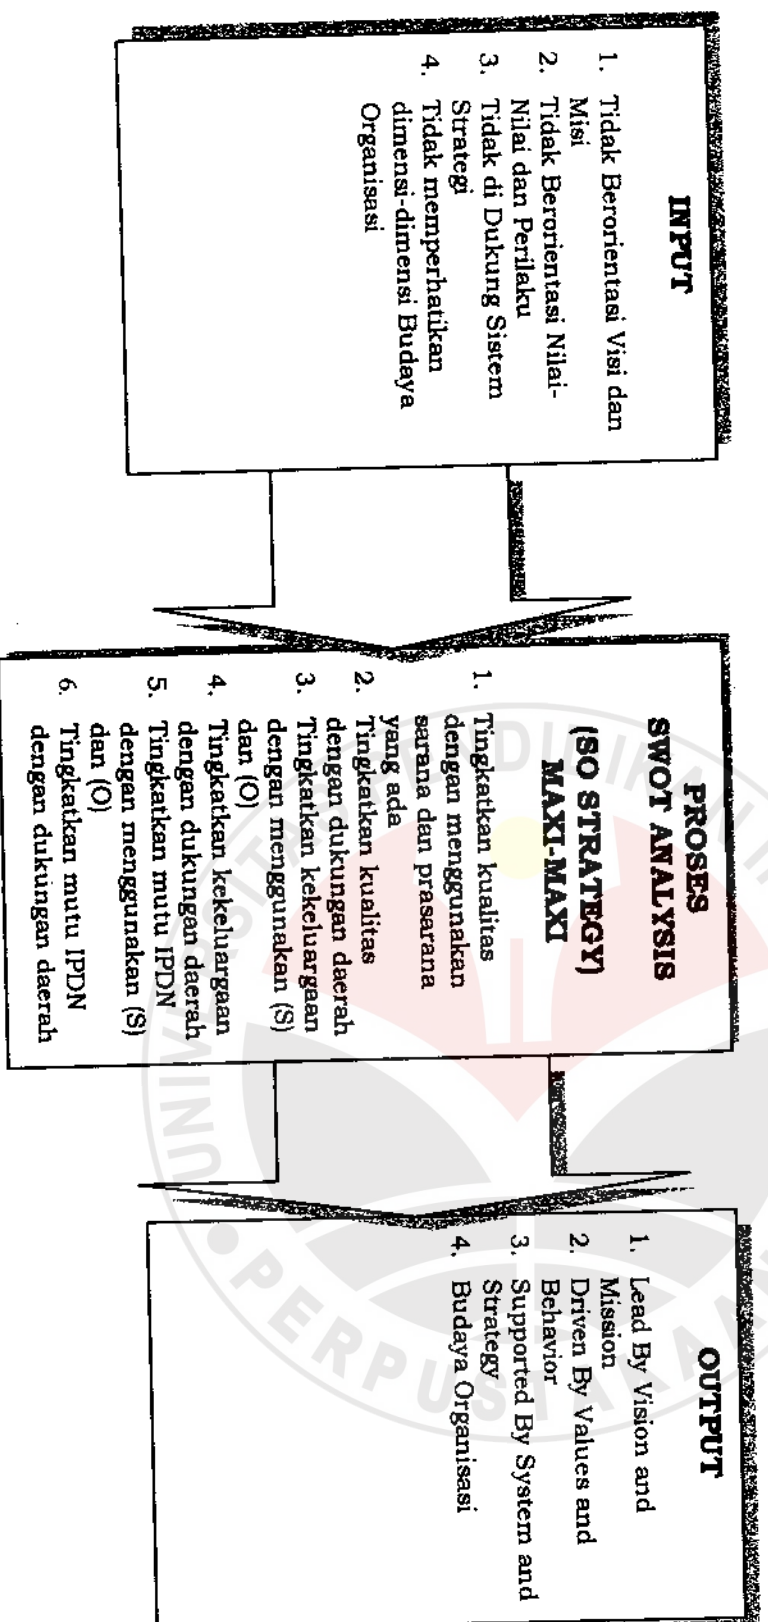 INPUT
1. Tidak Berorientasi Visi dan
Misi
2. Tidak Berorientasi Nilai-
Nilai dan Perilaku
3. Tidak di Dukung Sistem
Strategi
4. Tidak memperhatikan
dimensi-dimensi Budaya
Organisasi
PROSES
SWOT ANALYSIS
(SO STRATEGY)
MAXI-MAXI
1. Tingkatkan kualitas
dengan menggunakan
sarana dan prasarana
yang ada
2. Tingkatkan kualitas
dengan dukungan daerah
3. Tingkatkan kekeluargaan
dengan menggunakan (S)
dan (O)
4. Tingkatkan kekeluargaan
dengan dukungan daerah
5. Tingkatkan mutu IPDN
dengan menggunakan (S)
dan (O)
6. Tingkatkan mutu IPDN
dengan dukungan daerah
OUTPUT
1. Lead By Vision and
Mission
2. Driven By Values and
Behavior
3. Supported By System and
Strategy
4. Budaya Organisasi